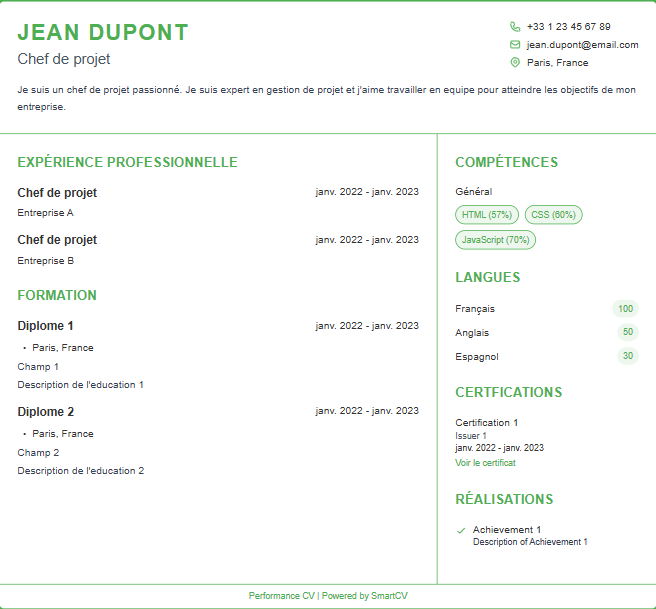 JEAN DUPONT
Chef de projet
+33 1 23 45 67 89
jean.dupont@email.com
Paris, France
Je suis un chef de projet passionné. Je suis expert en gestion de projet et j'aime travailler en equipe pour atteindre les objectifs de mon
entreprise.
EXPÉRIENCE PROFESSIONNELLE
Chef de projet janv. 2022 - janv. 2023
Entreprise A
Chef de projet janv. 2022 - janv. 2023
Entreprise B
FORMATION
Diplome 1 janv. 2022 - janv. 2023
• Paris, France
Champ 1
Description de l'education 1
Diplome 2 janv. 2022 - janv. 2023
• Paris, France
Champ 2
Description de l'education 2
COMPÉTENCES
Général
HTML (57%) CSS (60%)
JavaScript (70%)
LANGUES
Français 100
Anglais 50
Espagnol 30
CERTFICATIONS
Certification 1
Issuer 1
janv. 2022 - janv. 2023
Voir le certificat
RÉALISATIONS
Achievement 1
Description of Achievement 1
Performance CV | Powered by SmartCV